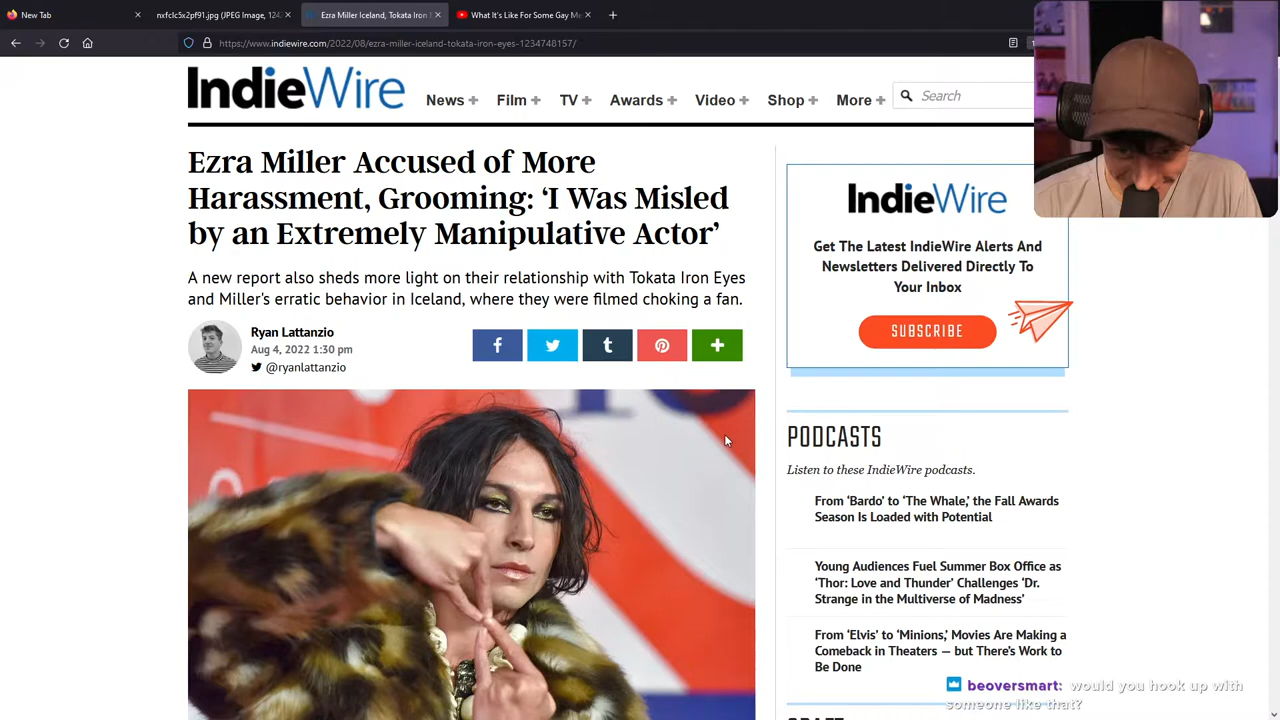 New Tab
nxfclc5x2pf91.jpg (JPEG Image, 124
Ezra Miller Iceland, Tokata Iron
What It's Like For Some Gay Me
https://www.indiewire.com/2022/08/ezra-miller-iceland-tokata-iron-eyes-1234748157/
IndieWire
News + Film + TV + Awards + Video + Shop + More +
Search
Ezra Miller Accused of More
Harassment, Grooming: ‘I Was Misled
by an Extremely Manipulative Actor’
A new report also sheds more light on their relationship with Tokata Iron Eyes
and Miller's erratic behavior in Iceland, where they were filmed choking a fan.
Ryan Lattanzio
Aug 4, 2022 1:30 pm
@ryanlattanzio
IndieWire
Get The Latest IndieWire Alerts And
Newsletters Delivered Directly To
Your Inbox
SUBSCRIBE
PODCASTS
Listen to these IndieWire podcasts.
From ‘Bardo’ to ‘The Whale,’ the Fall Awards
Season Is Loaded with Potential
Young Audiences Fuel Summer Box Office as
‘Thor: Love and Thunder’ Challenges ‘Dr.
Strange in the Multiverse of Madness’
From ‘Elvis’ to ‘Minions,’ Movies Are Making a
Comeback in Theaters — but There’s Work to
Be Done
beoversmart: would you hook up with
someone like that?